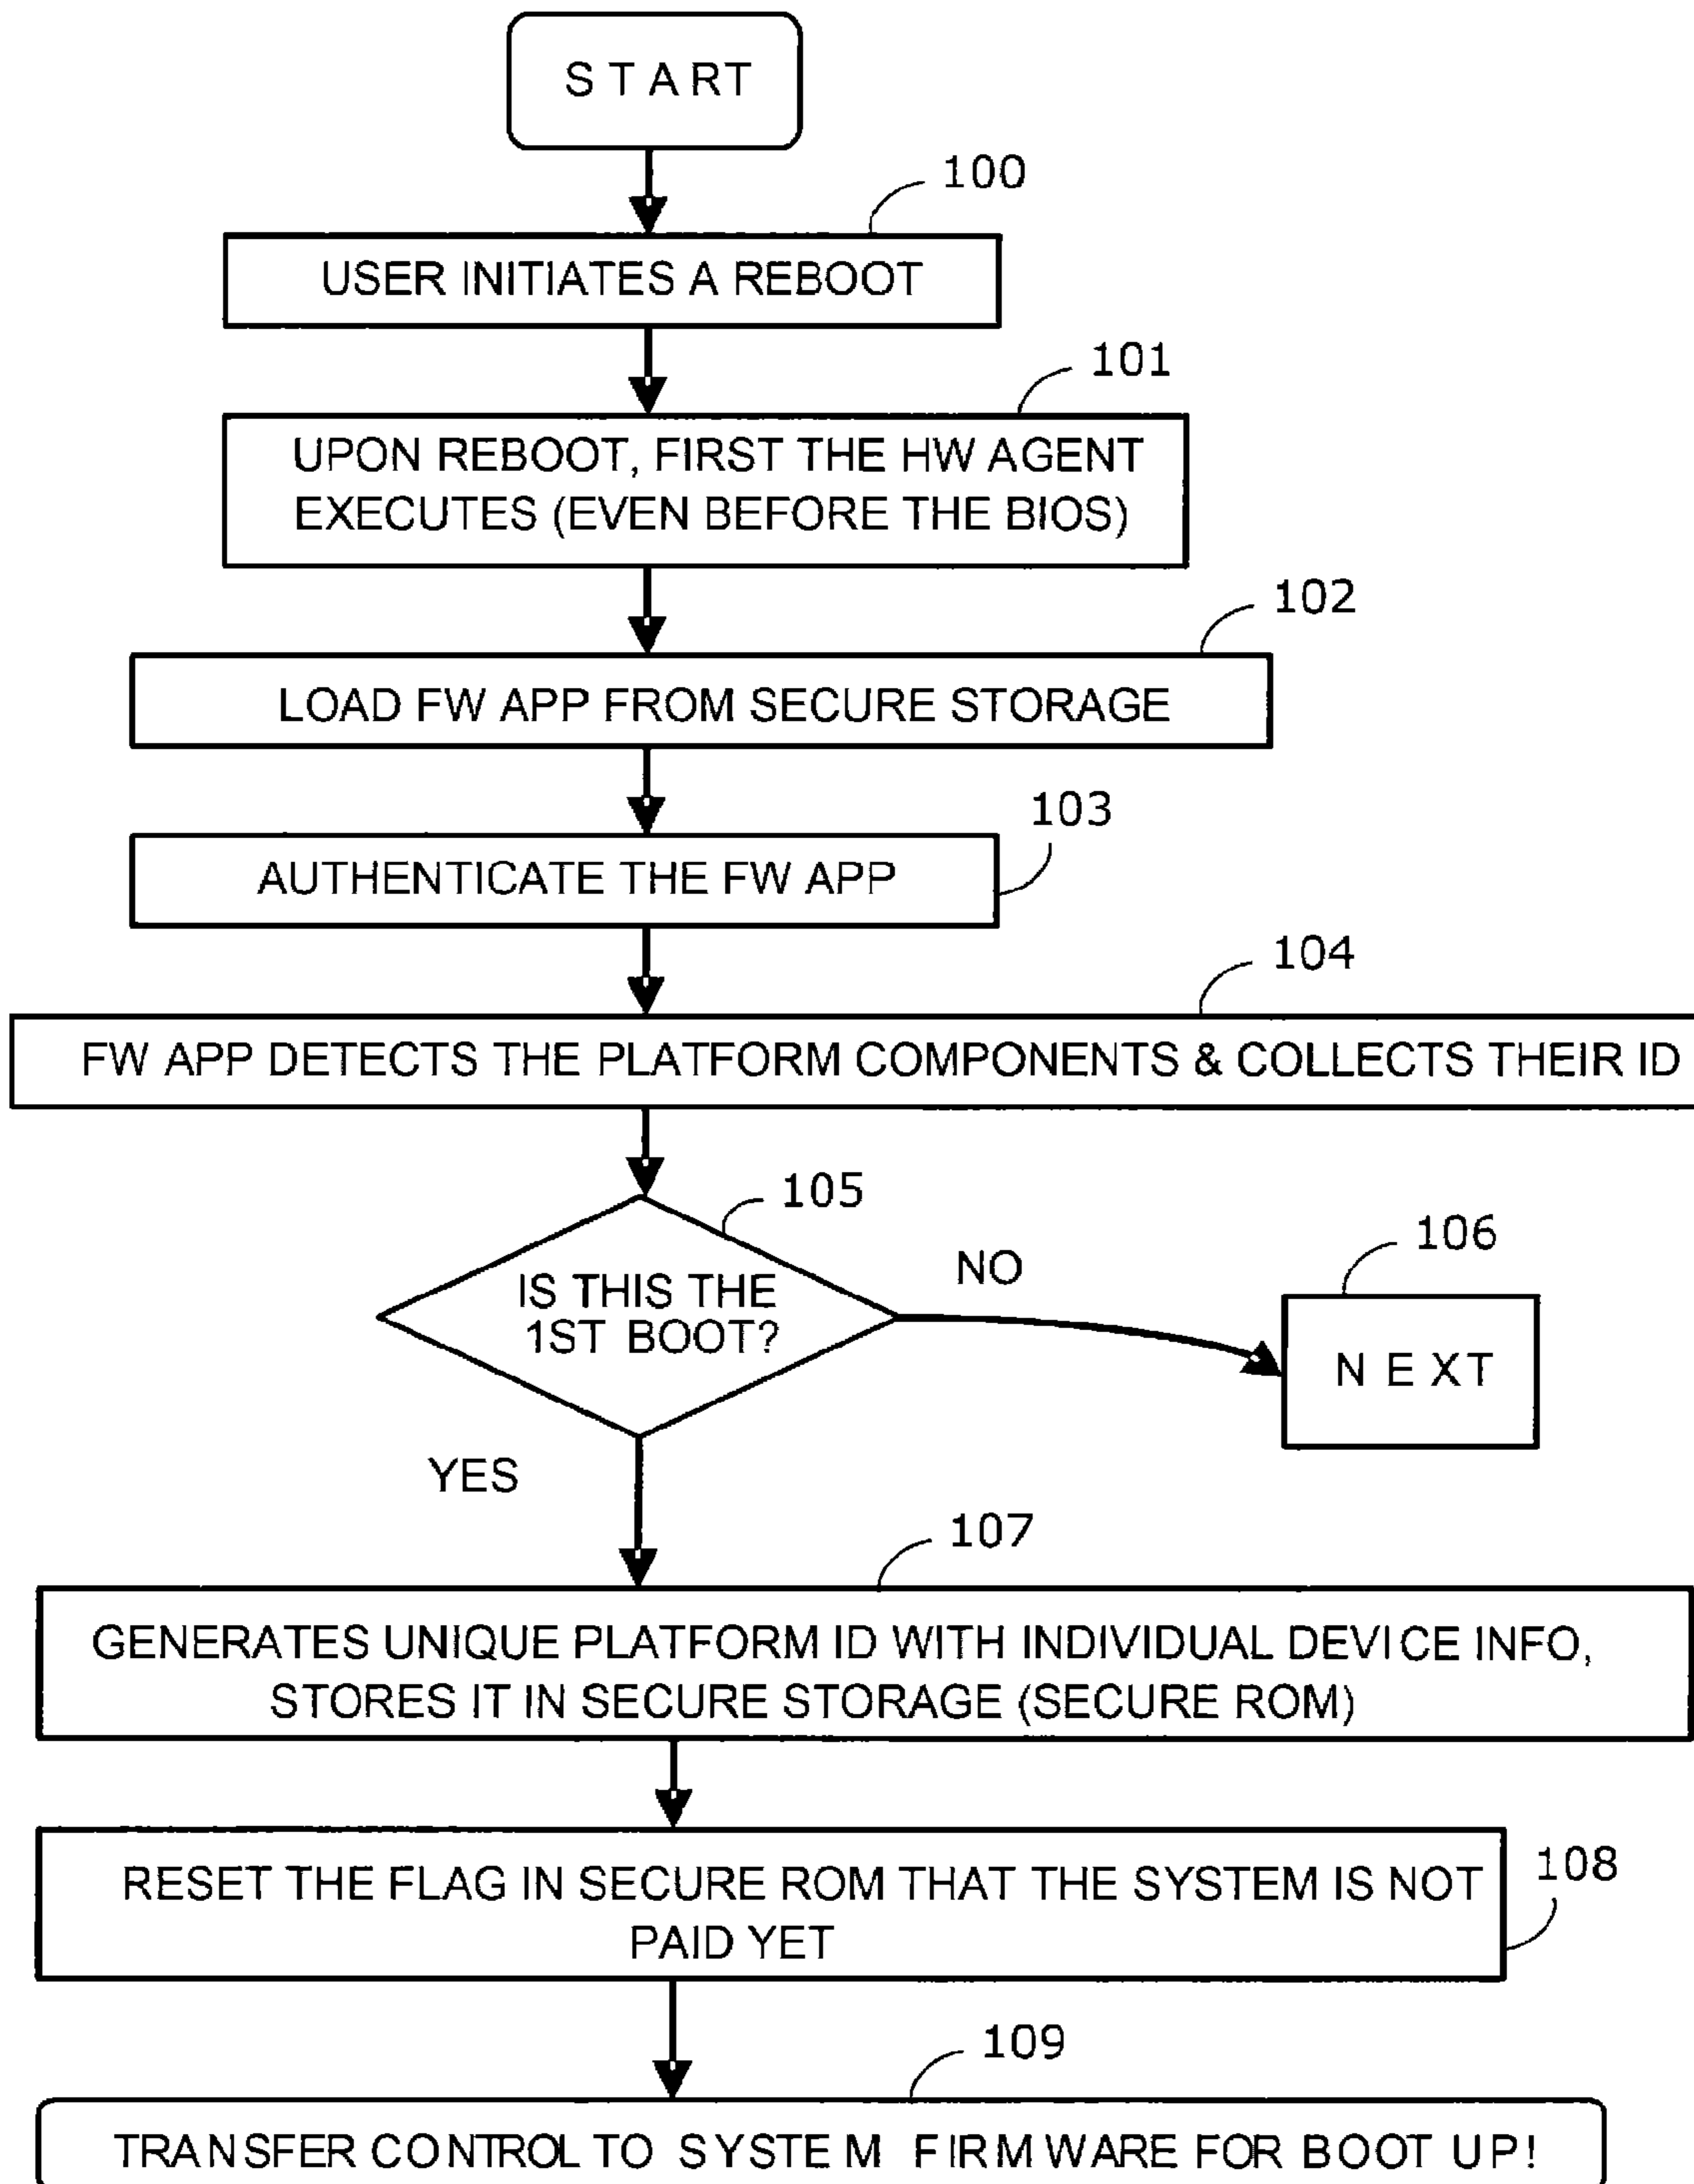 START
100
USER INITIATES A REBOOT
101
UPON REBOOT, FIRST THE HW AGENT
EXECUTES (EVEN BEFORE THE BIOS)
102
LOAD FW APP FROM SECURE STORAGE
103
AUTHENTICATE THE FW APP
104
FW APP DETECTS THE PLATFORM COMPONENTS & COLLECTS THEIR ID
105
IS THIS THE
1ST BOOT?
NO
106
NEXT
YES
107
GENERATES UNIQUE PLATFORM ID WITH INDIVIDUAL DEVICE INFO,
STORES IT IN SECURE STORAGE (SECURE ROM)
RESET THE FLAG IN SECURE ROM THAT THE SYSTEM IS NOT
PAID YET
108
109
TRANSFER CONTROL TO SYSTEM FIRMWARE FOR BOOT UP!